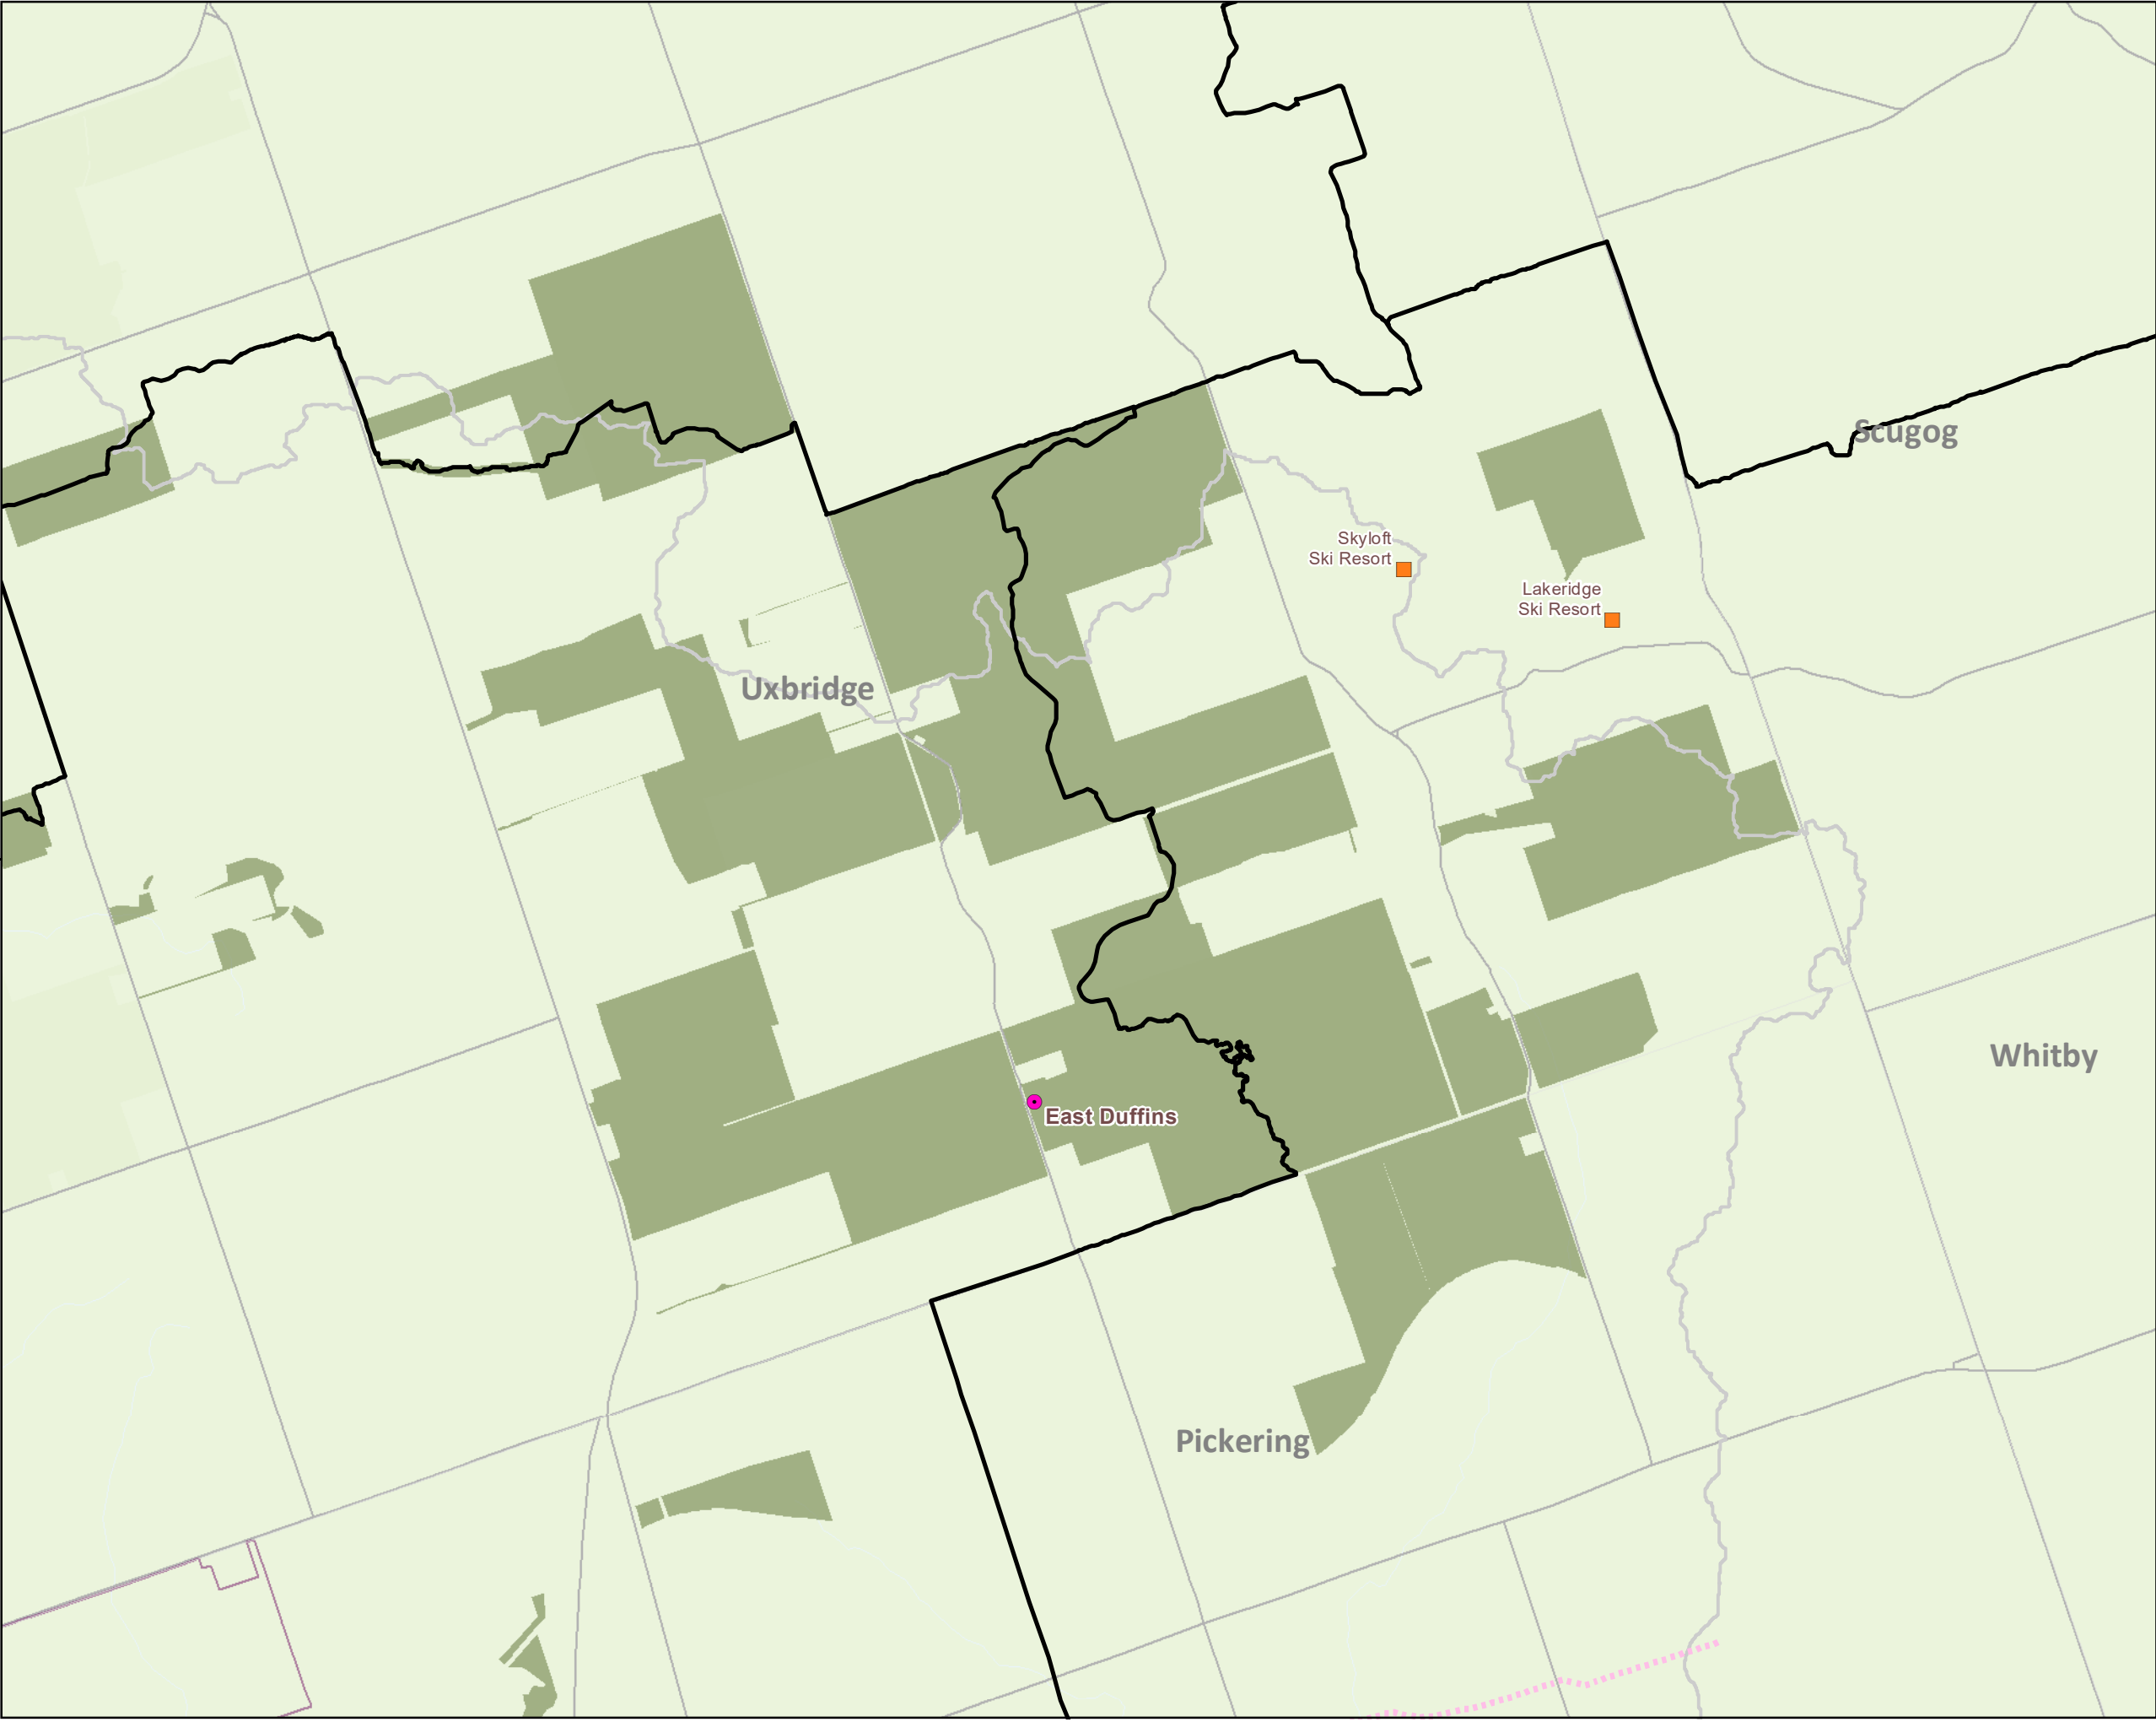 Scugog
Skyloft
Ski Resort
Lakeridge
Ski Resort
Uxbridge
Whitby
East Duffins
Pickering